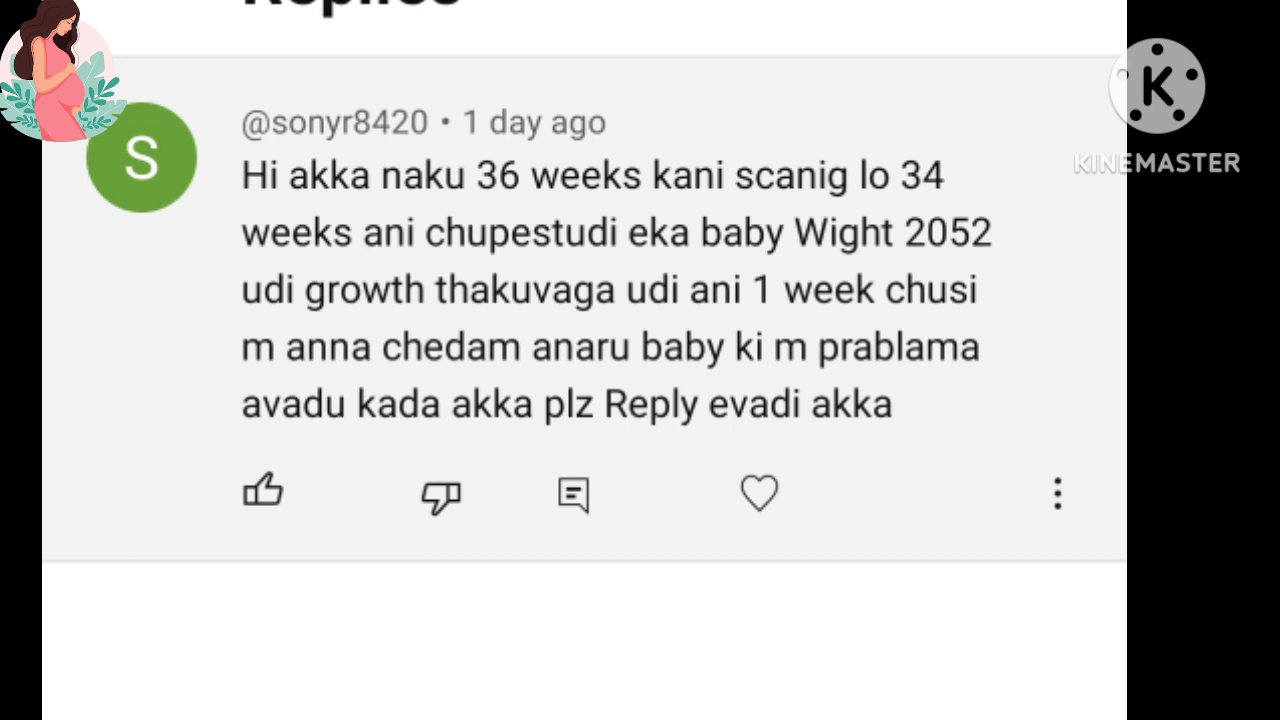 Replies
S
@sonyr8420 • 1 day ago
Hi akka naku 36 weeks kani scanig lo 34
weeks ani chupestudi eka baby Wight 2052
udi growth thakuvaga udi ani 1 week chusi
m anna chedam anaru baby ki m prablama
avadu kada akka plz Reply evadi akka
K
KINEMASTER